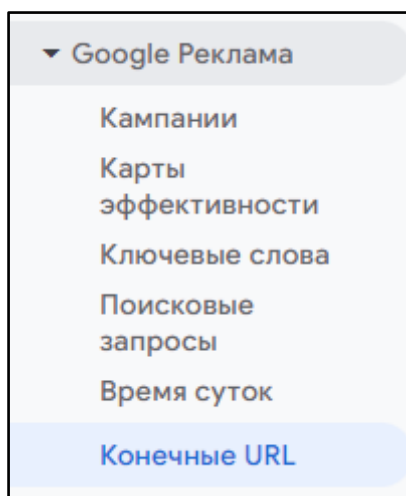 Google Реклама
Кампании
Карты
эффективности
Ключевые слова
Поисковые
запросы
Время суток
Конечные URL